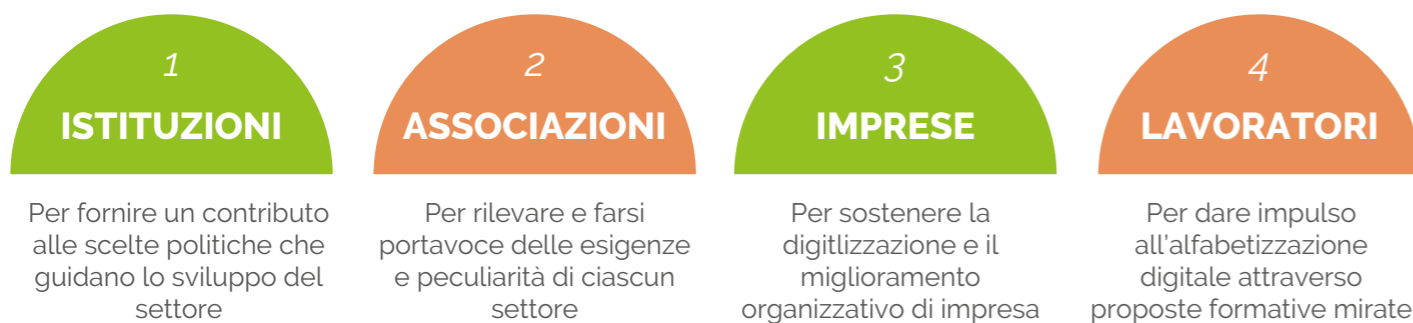 1
ISTITUZIONI
Per fornire un contributo
alle scelte politiche che
guidano lo sviluppo del
settore
2
ASSOCIAZIONI
Per rilevare e farsi
portavoce delle esigenze
e peculiarità di ciascun
settore
3
IMPRESE
Per sostenere la
digitlizzazione e il
miglioramento
organizzativo di impresa
4
LAVORATORI
Per dare impulso
all’alfabetizzazione
digitale attraverso
proposte formative mirate